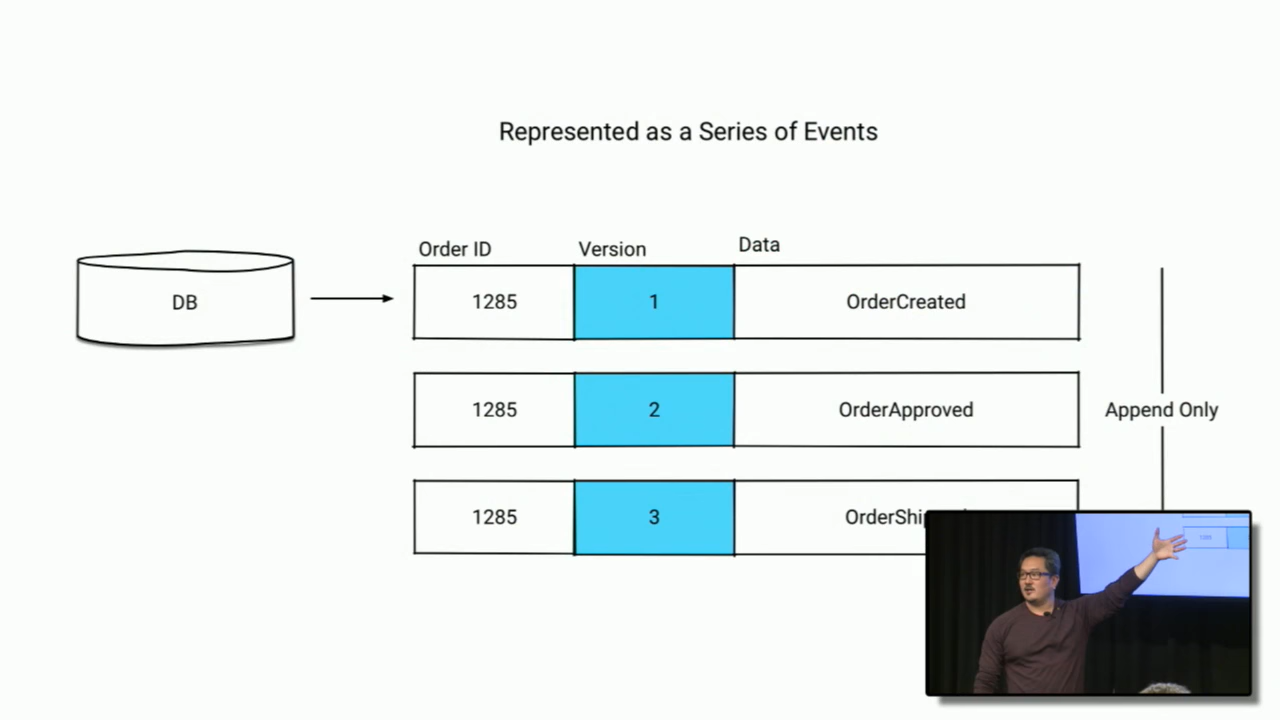 Represented as a Series of Events
Order ID Version Data
DB
1285 1 OrderCreated
1285 2 OrderApproved
Append Only
1285 3
1285